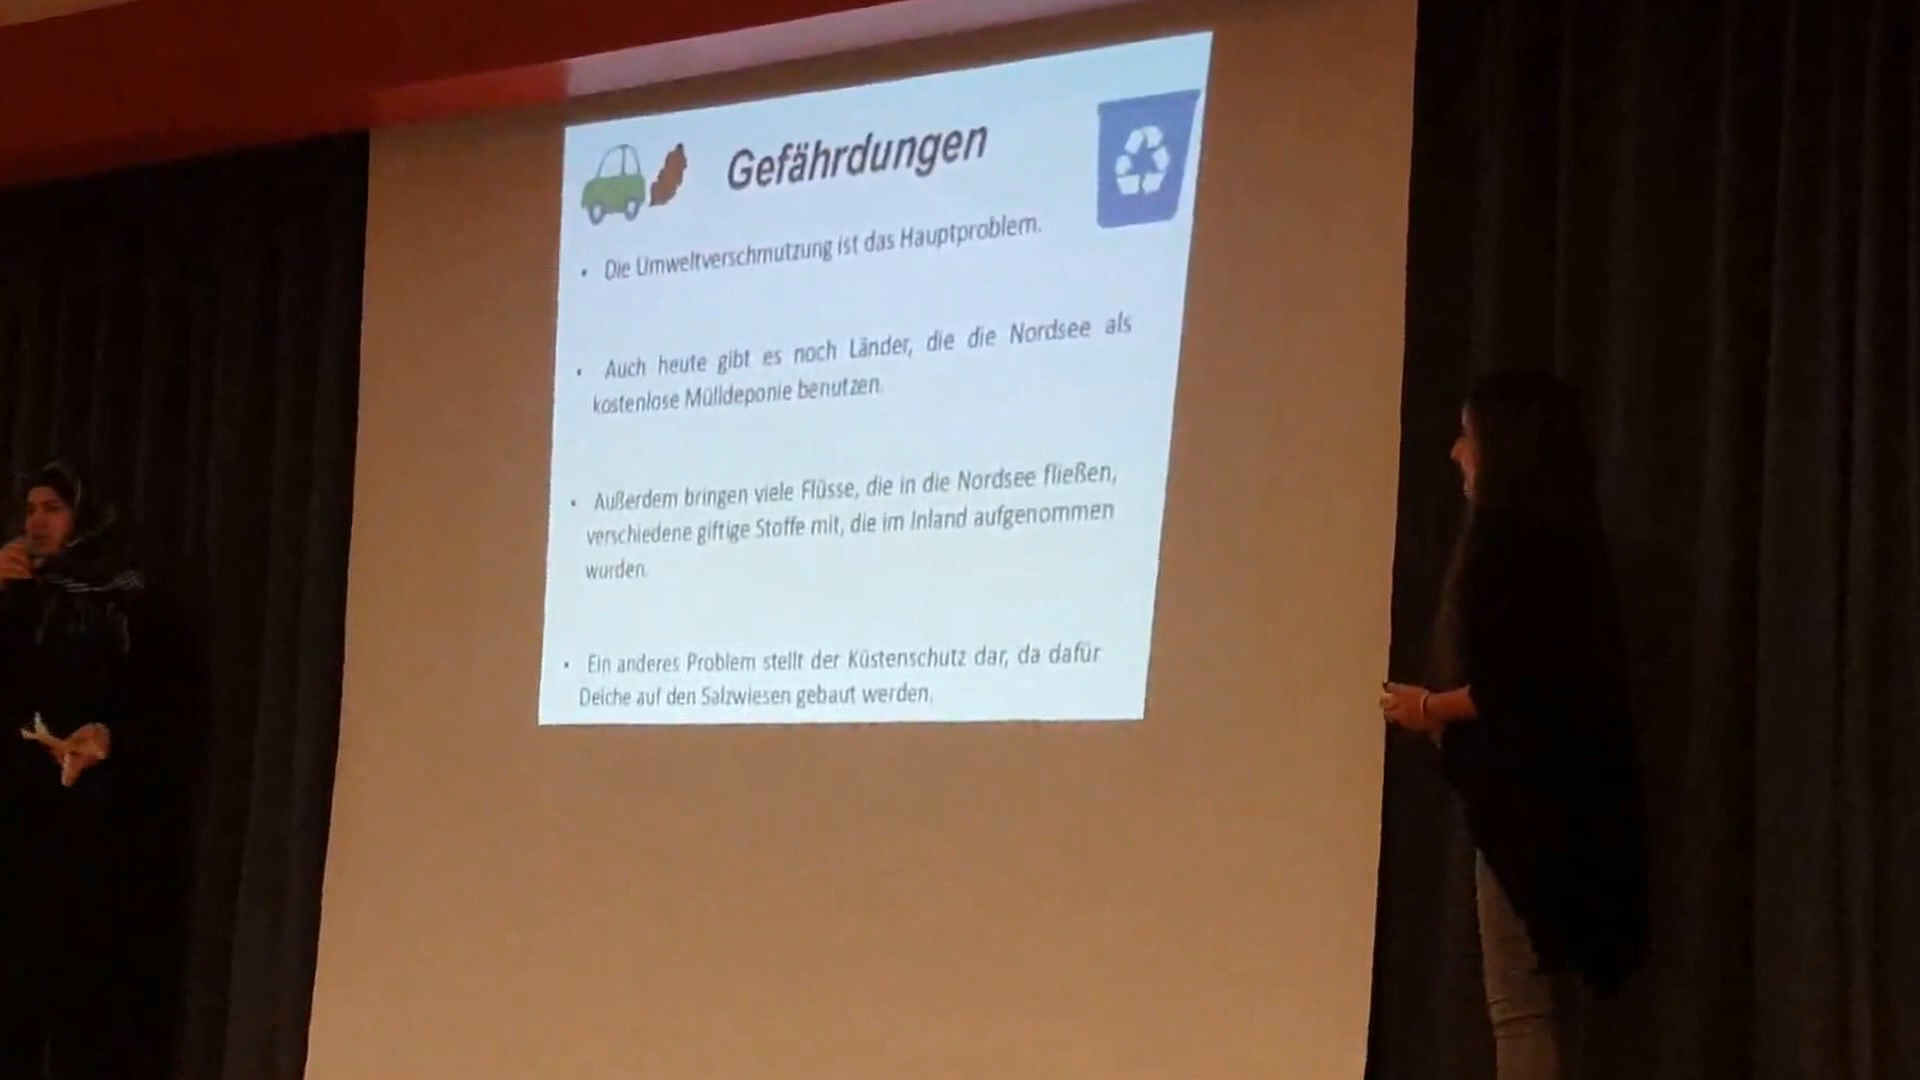 Gefährdungen
• Die Umweltverschmutzung ist das Hauptproblem.
• Auch heute gibt es noch Länder, die die Nordsee als
kostenlose Mülldeponie benutzen.
• Außerdem bringen viele Flüsse, die in die Nordsee fließen,
verschiedene giftige Stoffe mit, die im Inland aufgenommen
wurden.
• Ein anderes Problem stellt der Küstenschutz dar, da dafür
Deiche auf den Salzwiesen gebaut werden.